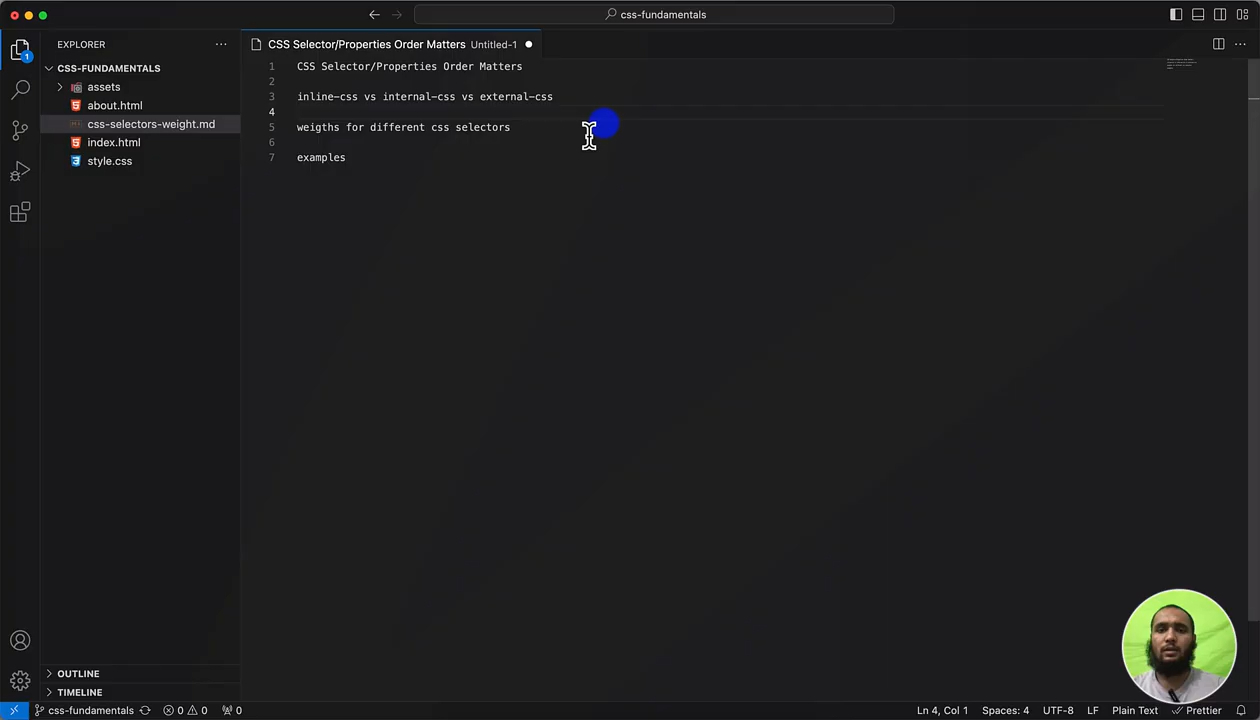 css-fundamentals
EXPLORER
CSS Selector/Properties Order Matters Untitled-1
1
CSS-FUNDAMENTALS
assets
about.html
css-selectors-weight.md
index.html
style.css
1 CSS Selector/Properties Order Matters
2
3 inline-css vs internal-css vs external-css
4
5 weigths for different css selectors
6
7 examples
OUTLINE
TIMELINE
css-fundamentals 0 0 0 Ln 4, Col 1 Spaces: 4 UTF-8 LF Plain Text Prettier